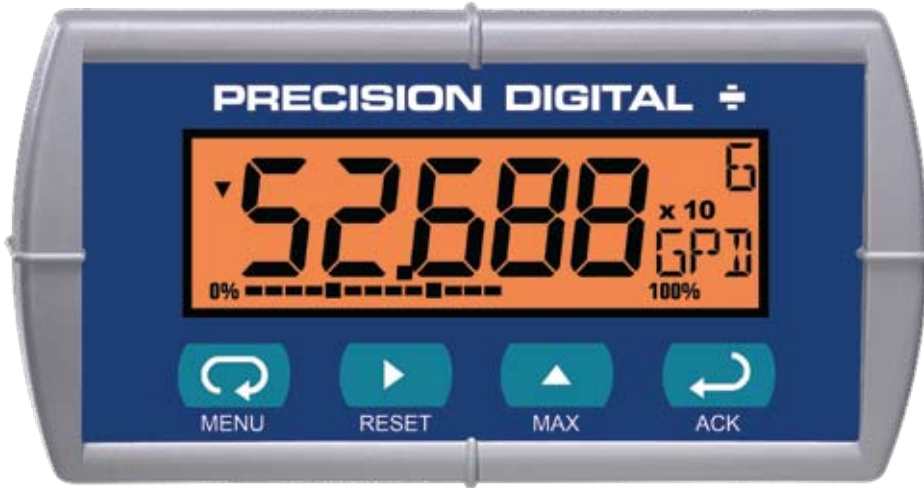 PRECISION DIGITAL
52,688
6
x 10
GPD
0%
100%
MENU
RESET
MAX
ACK